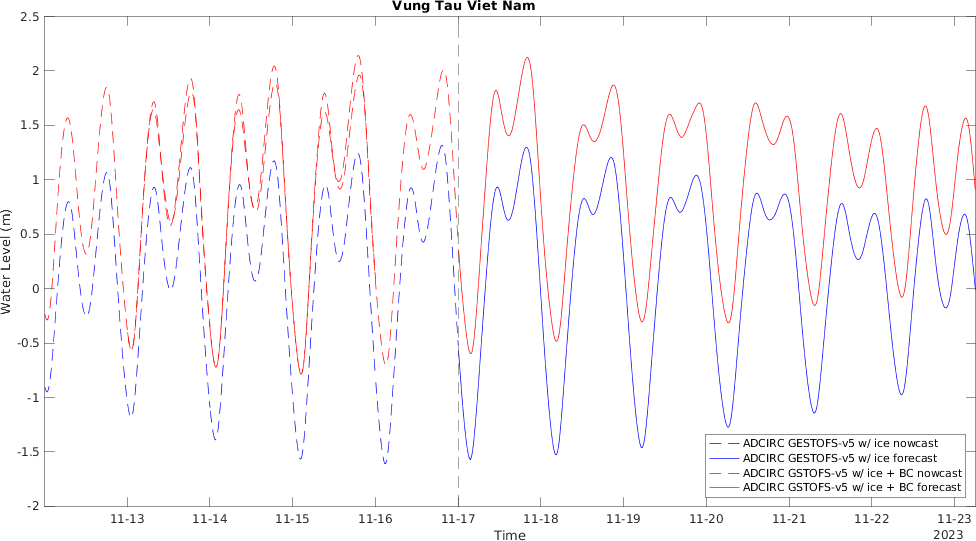 Vung Tau Viet Nam
2.5
2
1.5
1
0.5
0
-0.5
-1
-1.5
-2
Water Level (m)
ADCIRC GESTOFS-v5 w/ ice nowcast
ADCIRC GESTOFS-v5 w/ ice forecast
ADCIRC GSTOFS-v5 w/ ice + BC nowcast
ADCIRC GSTOFS-v5 w/ ice + BC forecast
11-13 11-14 11-15 11-16 11-17 11-18 11-19 11-20 11-21 11-22 11-23
Time
2023